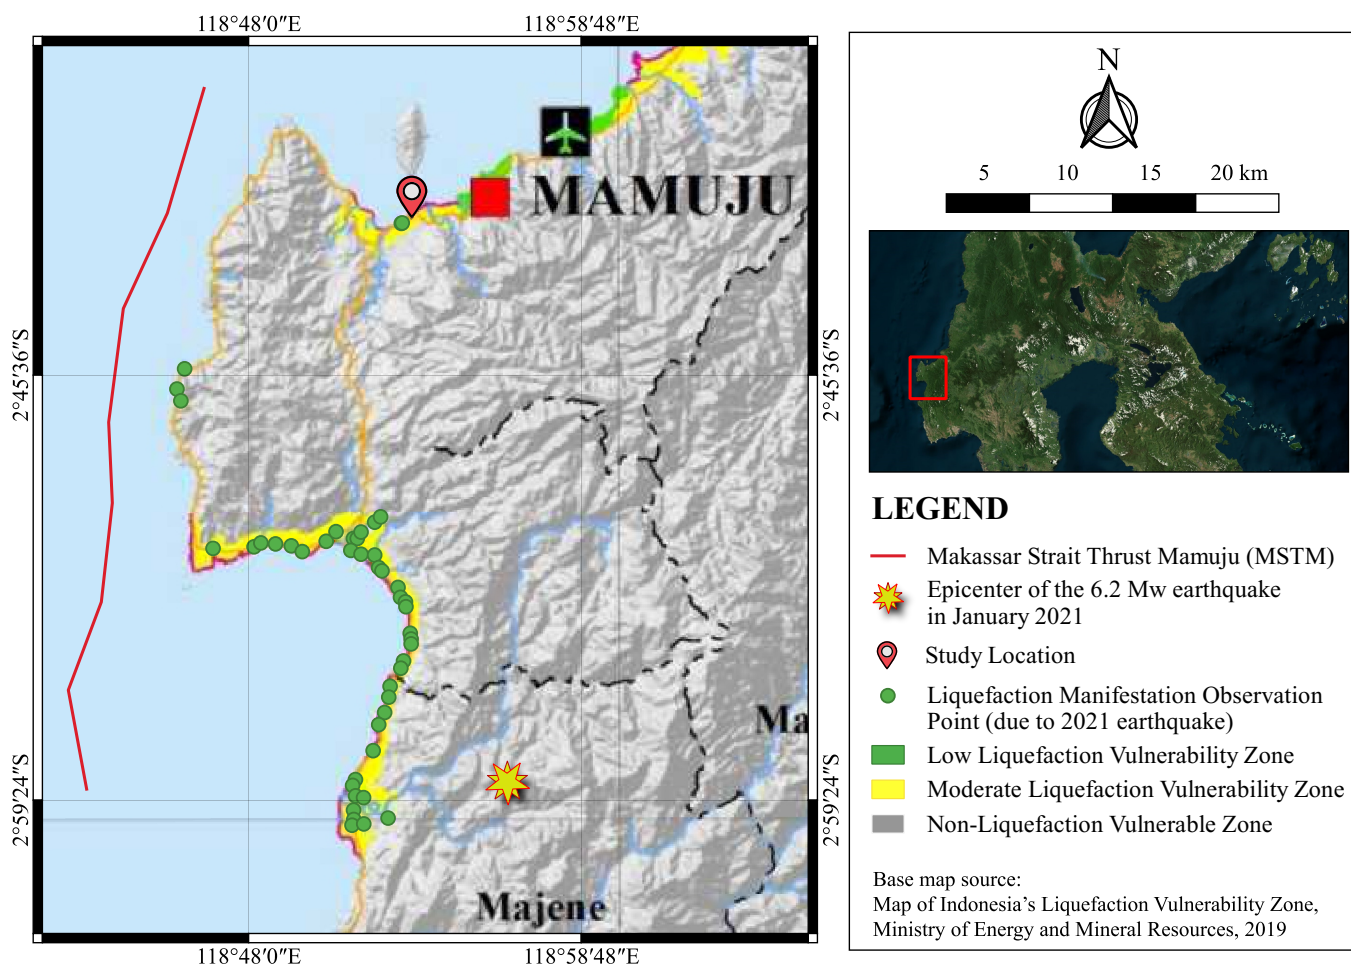 118°48′0″E 118°58′48″E
MAMUJU
2°45′36″S 2°45′36″S
Ma
2°59′24″S 2°59′24″S
Majene
118°48′0″E 118°58′48″E
N
5 10 15 20 km
LEGEND
Makassar Strait Thrust Mamuju (MSTM)
Epicenter of the 6.2 Mw earthquake
in January 2021
Study Location
Liquefaction Manifestation Observation
Point (due to 2021 earthquake)
Low Liquefaction Vulnerability Zone
Moderate Liquefaction Vulnerability Zone
Non-Liquefaction Vulnerable Zone
Base map source:
Map of Indonesia’s Liquefaction Vulnerability Zone,
Ministry of Energy and Mineral Resources, 2019